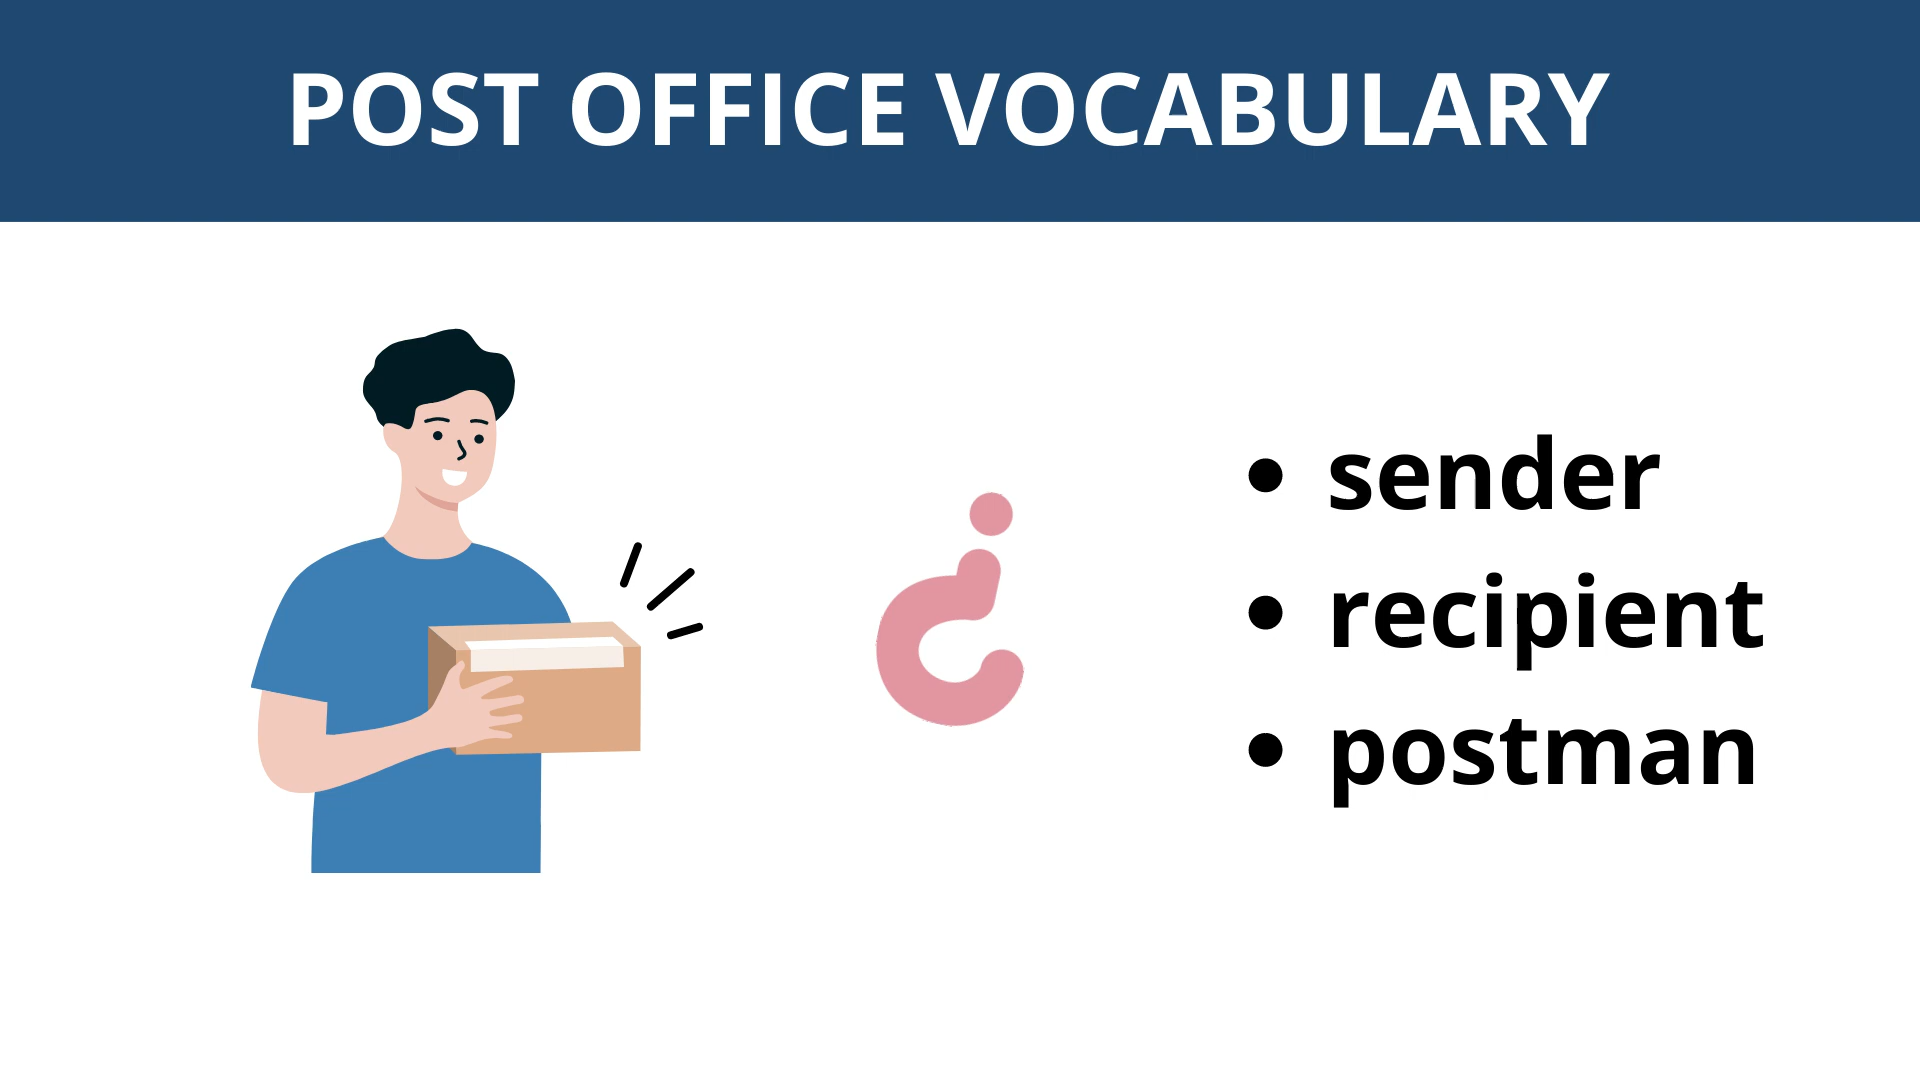 POST OFFICE VOCABULARY
¿
• sender
• recipient
• postman